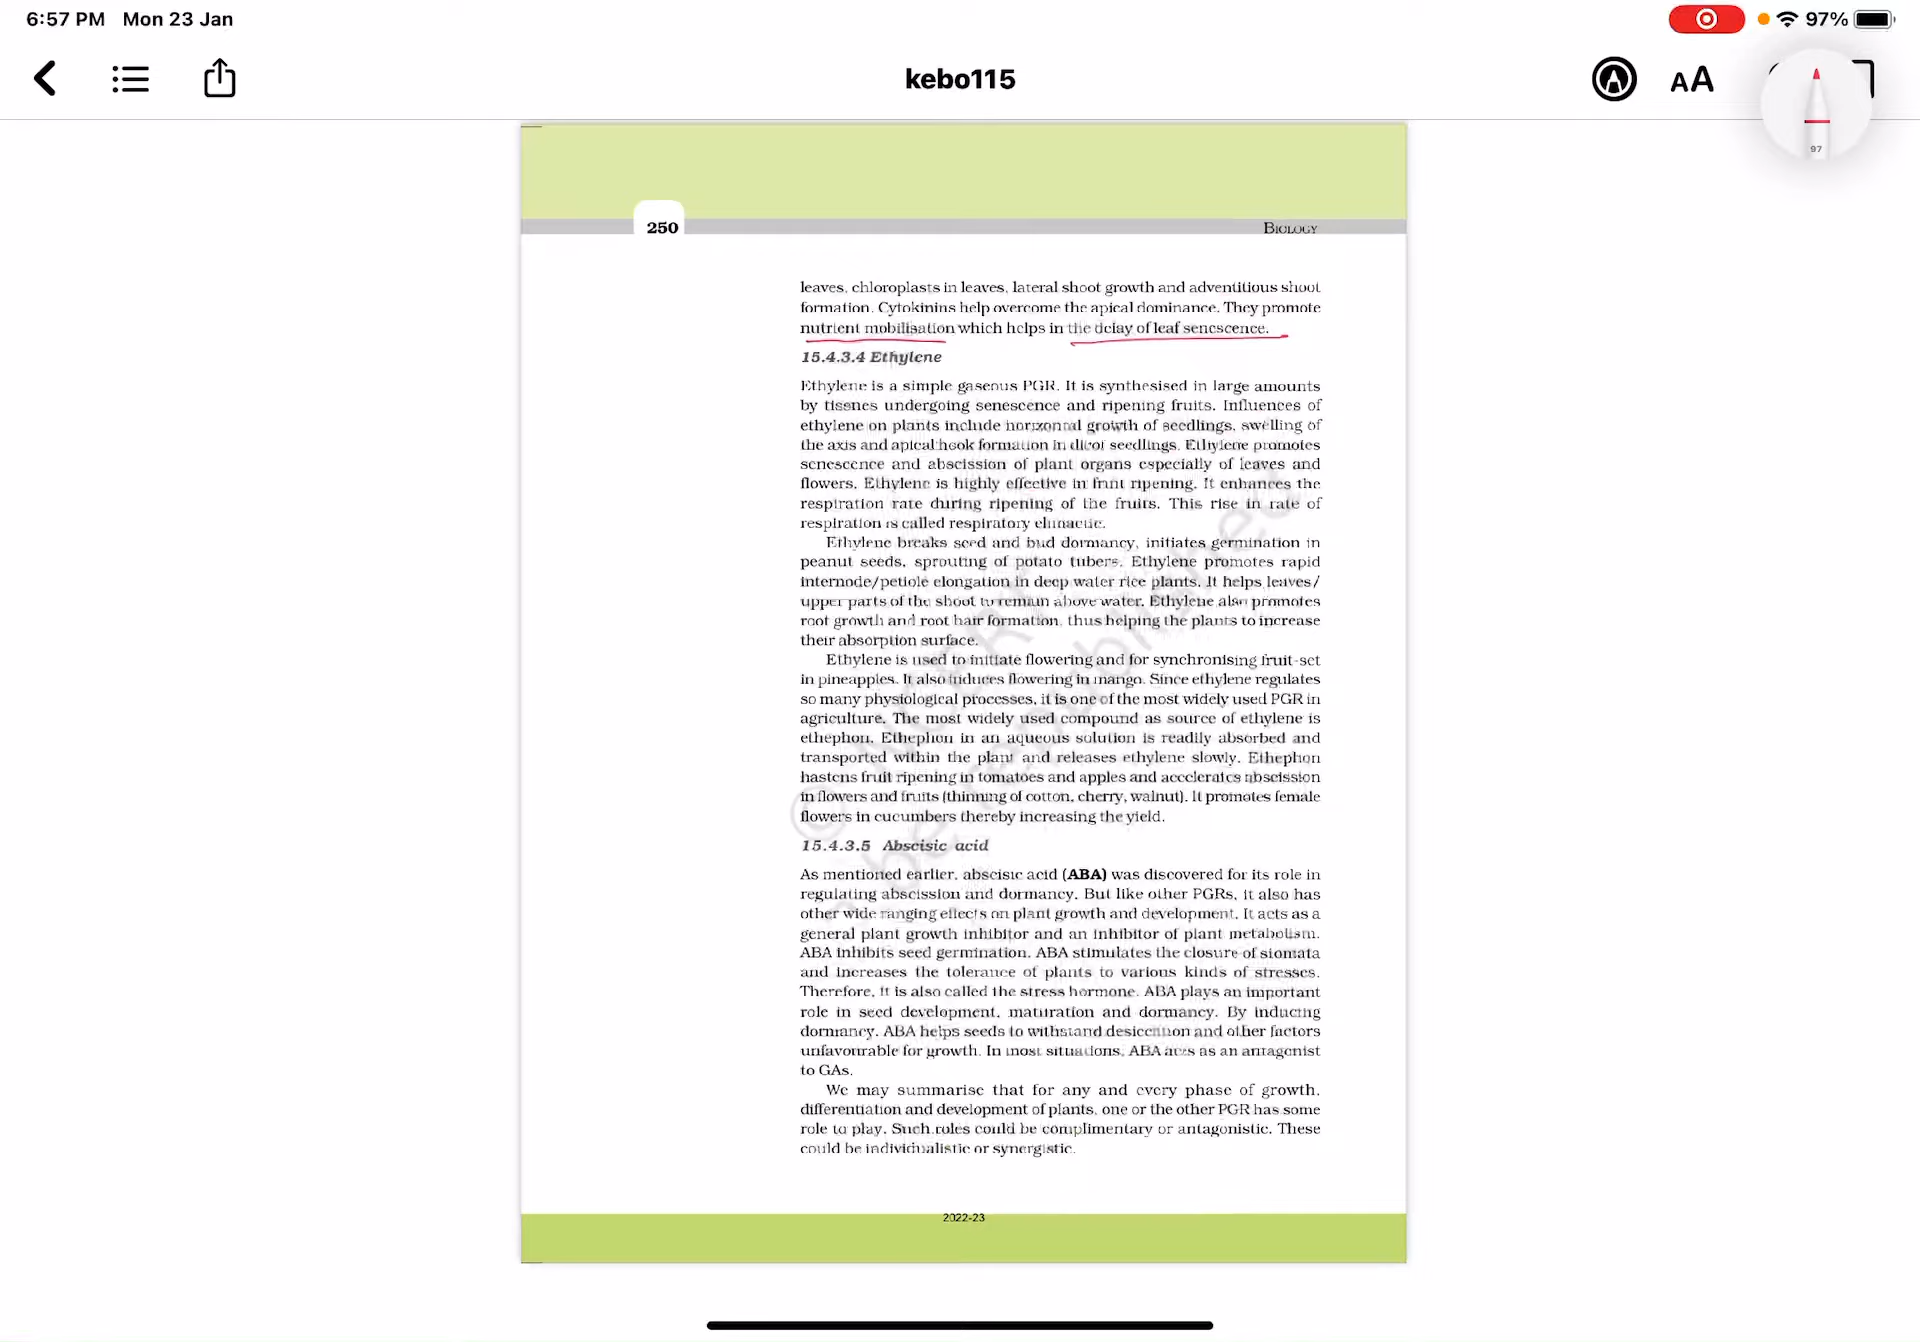 6:57 PM Mon 23 Jan
97%
kebo115
AA
97
250
BIOLOGY
leaves, chloroplasts in leaves, lateral shoot growth and adventitious shoot
formation. Cytokinins help overcome the apical dominance. They promote
nutrient mobilisation which helps in the delay of leaf senescence.
15.4.3.4 Ethylene
Ethylene is a simple gaseous PGR. It is synthesised in large amounts
by tissues undergoing senescence and ripening fruits. Influences of
ethylene on plants include horizontal growth of seedlings, swelling of
the axis and apical hook formation in dicot seedlings. Ethylene promotes
senescence and abscission of plant organs especially of leaves and
flowers. Ethylene is highly effective in fruit ripening. It enhances the
respiration rate during ripening of the fruits. This rise in rate of
respiration is called respiratory climactic.
Ethylene breaks seed and bud dormancy, initiates germination in
peanut seeds, sprouting of potato tubers. Ethylene promotes rapid
internode/petiole elongation in deep water rice plants. It helps leaves/
upper parts of the shoot to remain above water. Ethylene also promotes
root growth and root hair formation, thus helping the plants to increase
their absorption surface.
Ethylene is used to initiate flowering and for synchronising fruit-set
in pineapples. It also induces flowering in mango. Since ethylene regulates
so many physiological processes, it is one of the most widely used PGR in
agriculture. The most widely used compound as source of ethylene is
ethephon. Ethephon in an aqueous solution is readily absorbed and
transported within the plant and releases ethylene slowly. Ethephon
hastens fruit ripening in tomatoes and apples and accelerates abscission
in flowers and fruits (thinning of cotton, cherry, walnut). It promotes female
flowers in cucumbers thereby increasing the yield.
15.4.3.5 Abscisic acid
As mentioned earlier, abscisic acid (ABA) was discovered for its role in
regulating abscission and dormancy. But like other PGRs, it also has
other wide ranging effects on plant growth and development. It acts as a
general plant growth inhibitor and an inhibitor of plant metabolism.
ABA inhibits seed germination. ABA stimulates the closure of stomata
and increases the tolerance of plants to various kinds of stresses.
Therefore, it is also called the stress hormone. ABA plays an important
role in seed development, maturation and dormancy. By inducing
dormancy, ABA helps seeds to withstand desiccation and other factors
unfavourable for growth. In most situations, ABA acts as an antagonist
to GAs.
We may summarise that for any and every phase of growth,
differentiation and development of plants, one or the other PGR has some
role to play. Such roles could be complimentary or antagonistic. These
could be individualistic or synergistic.
2022-23